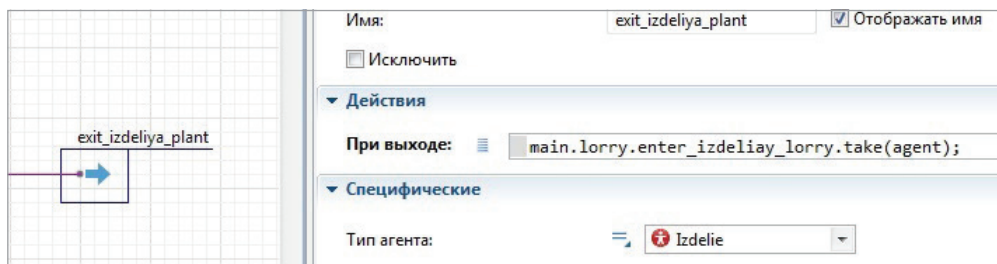 Имя: exit_izdeliya_plant Отображать имя
Исключить
Действия
exit_izdeliya_plant
При выходе: main.lorry.enter_izdeliay_lorry.take(agent);
Специфические
Тип агента: Izdelie